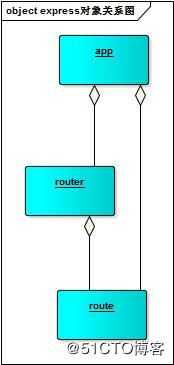 object express对象关系图
app
router
route
@51CTO博客